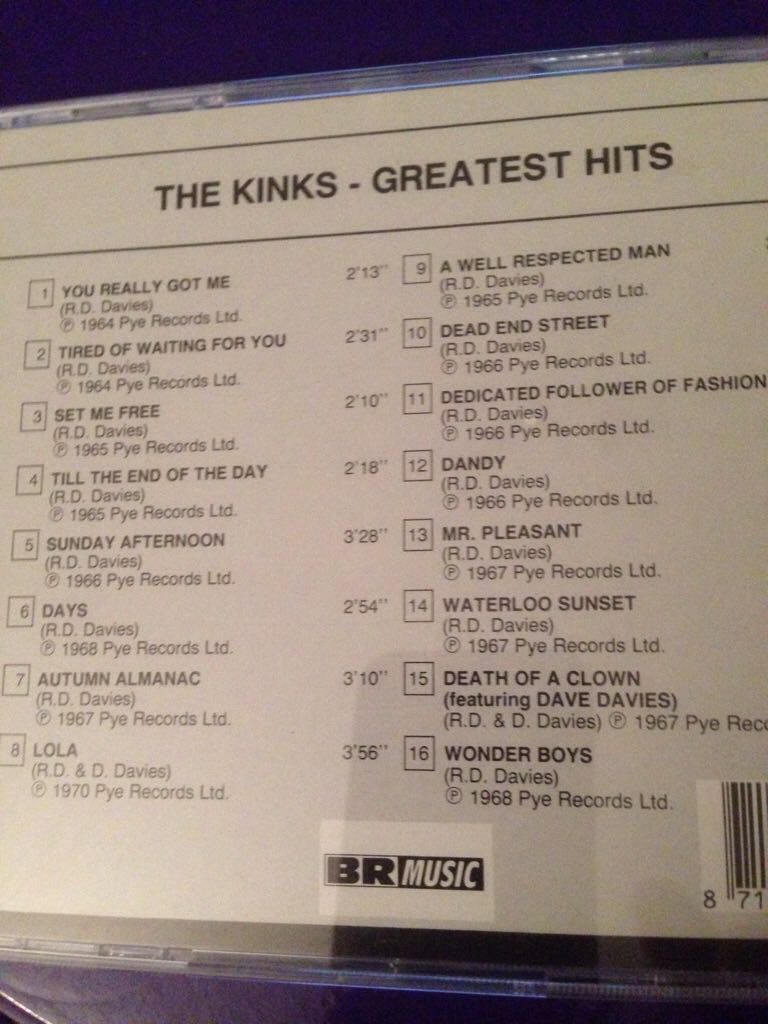 THE KINKS - GREATEST HITS
1 YOU REALLY GOT ME 2'13''
(R.D. Davies)
℗ 1964 Pye Records Ltd.
2 TIRED OF WAITING FOR YOU 2'31''
(R.D. Davies)
℗ 1964 Pye Records Ltd.
3 SET ME FREE 2'10''
(R.D. Davies)
℗ 1965 Pye Records Ltd.
4 TILL THE END OF THE DAY 2'18''
(R.D. Davies)
℗ 1965 Pye Records Ltd.
5 SUNDAY AFTERNOON 3'28''
(R.D. Davies)
℗ 1966 Pye Records Ltd.
6 DAYS 2'54''
(R.D. Davies)
℗ 1968 Pye Records Ltd.
7 AUTUMN ALMANAC 3'10''
(R.D. Davies)
℗ 1967 Pye Records Ltd.
8 LOLA 3'56''
(R.D. & D. Davies)
℗ 1970 Pye Records Ltd.
9 A WELL RESPECTED MAN
(R.D. Davies)
℗ 1965 Pye Records Ltd.
10 DEAD END STREET
(R.D. Davies)
℗ 1966 Pye Records Ltd.
11 DEDICATED FOLLOWER OF FASHION
(R.D. Davies)
℗ 1966 Pye Records Ltd.
12 DANDY
(R.D. Davies)
℗ 1966 Pye Records Ltd.
13 MR. PLEASANT
(R.D. Davies)
℗ 1967 Pye Records Ltd.
14 WATERLOO SUNSET
(R.D. Davies)
℗ 1967 Pye Records Ltd.
15 DEATH OF A CLOWN
(featuring DAVE DAVIES)
(R.D. & D. Davies) ℗ 1967 Pye Reco
16 WONDER BOYS
(R.D. Davies)
℗ 1968 Pye Records Ltd.
BR MUSIC
8 71